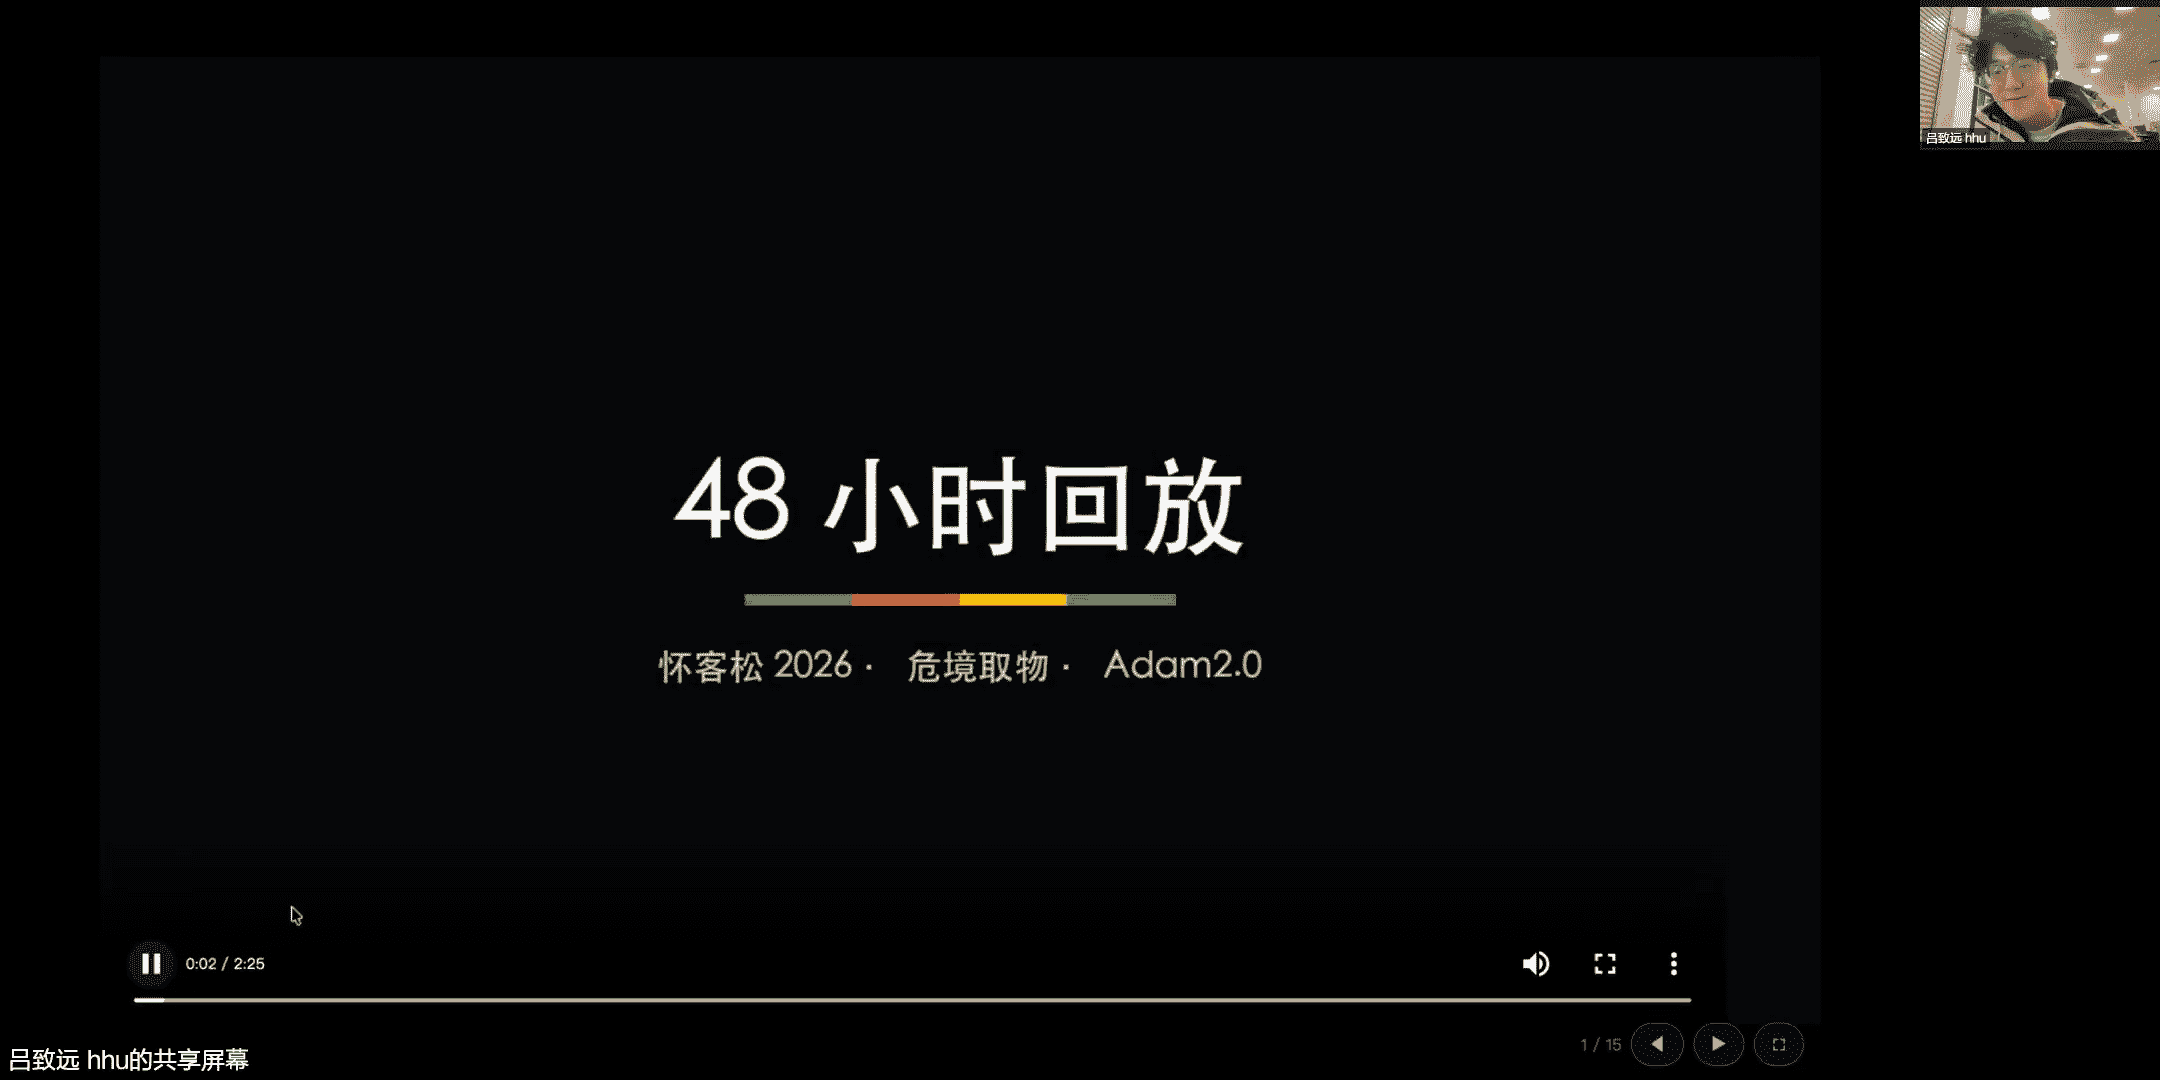 吕致远 hhu
48 小时回放
怀客松 2026 · 危境取物 · Adam2.0
0:02 / 2:25
1 / 15
吕致远 hhu的共享屏幕